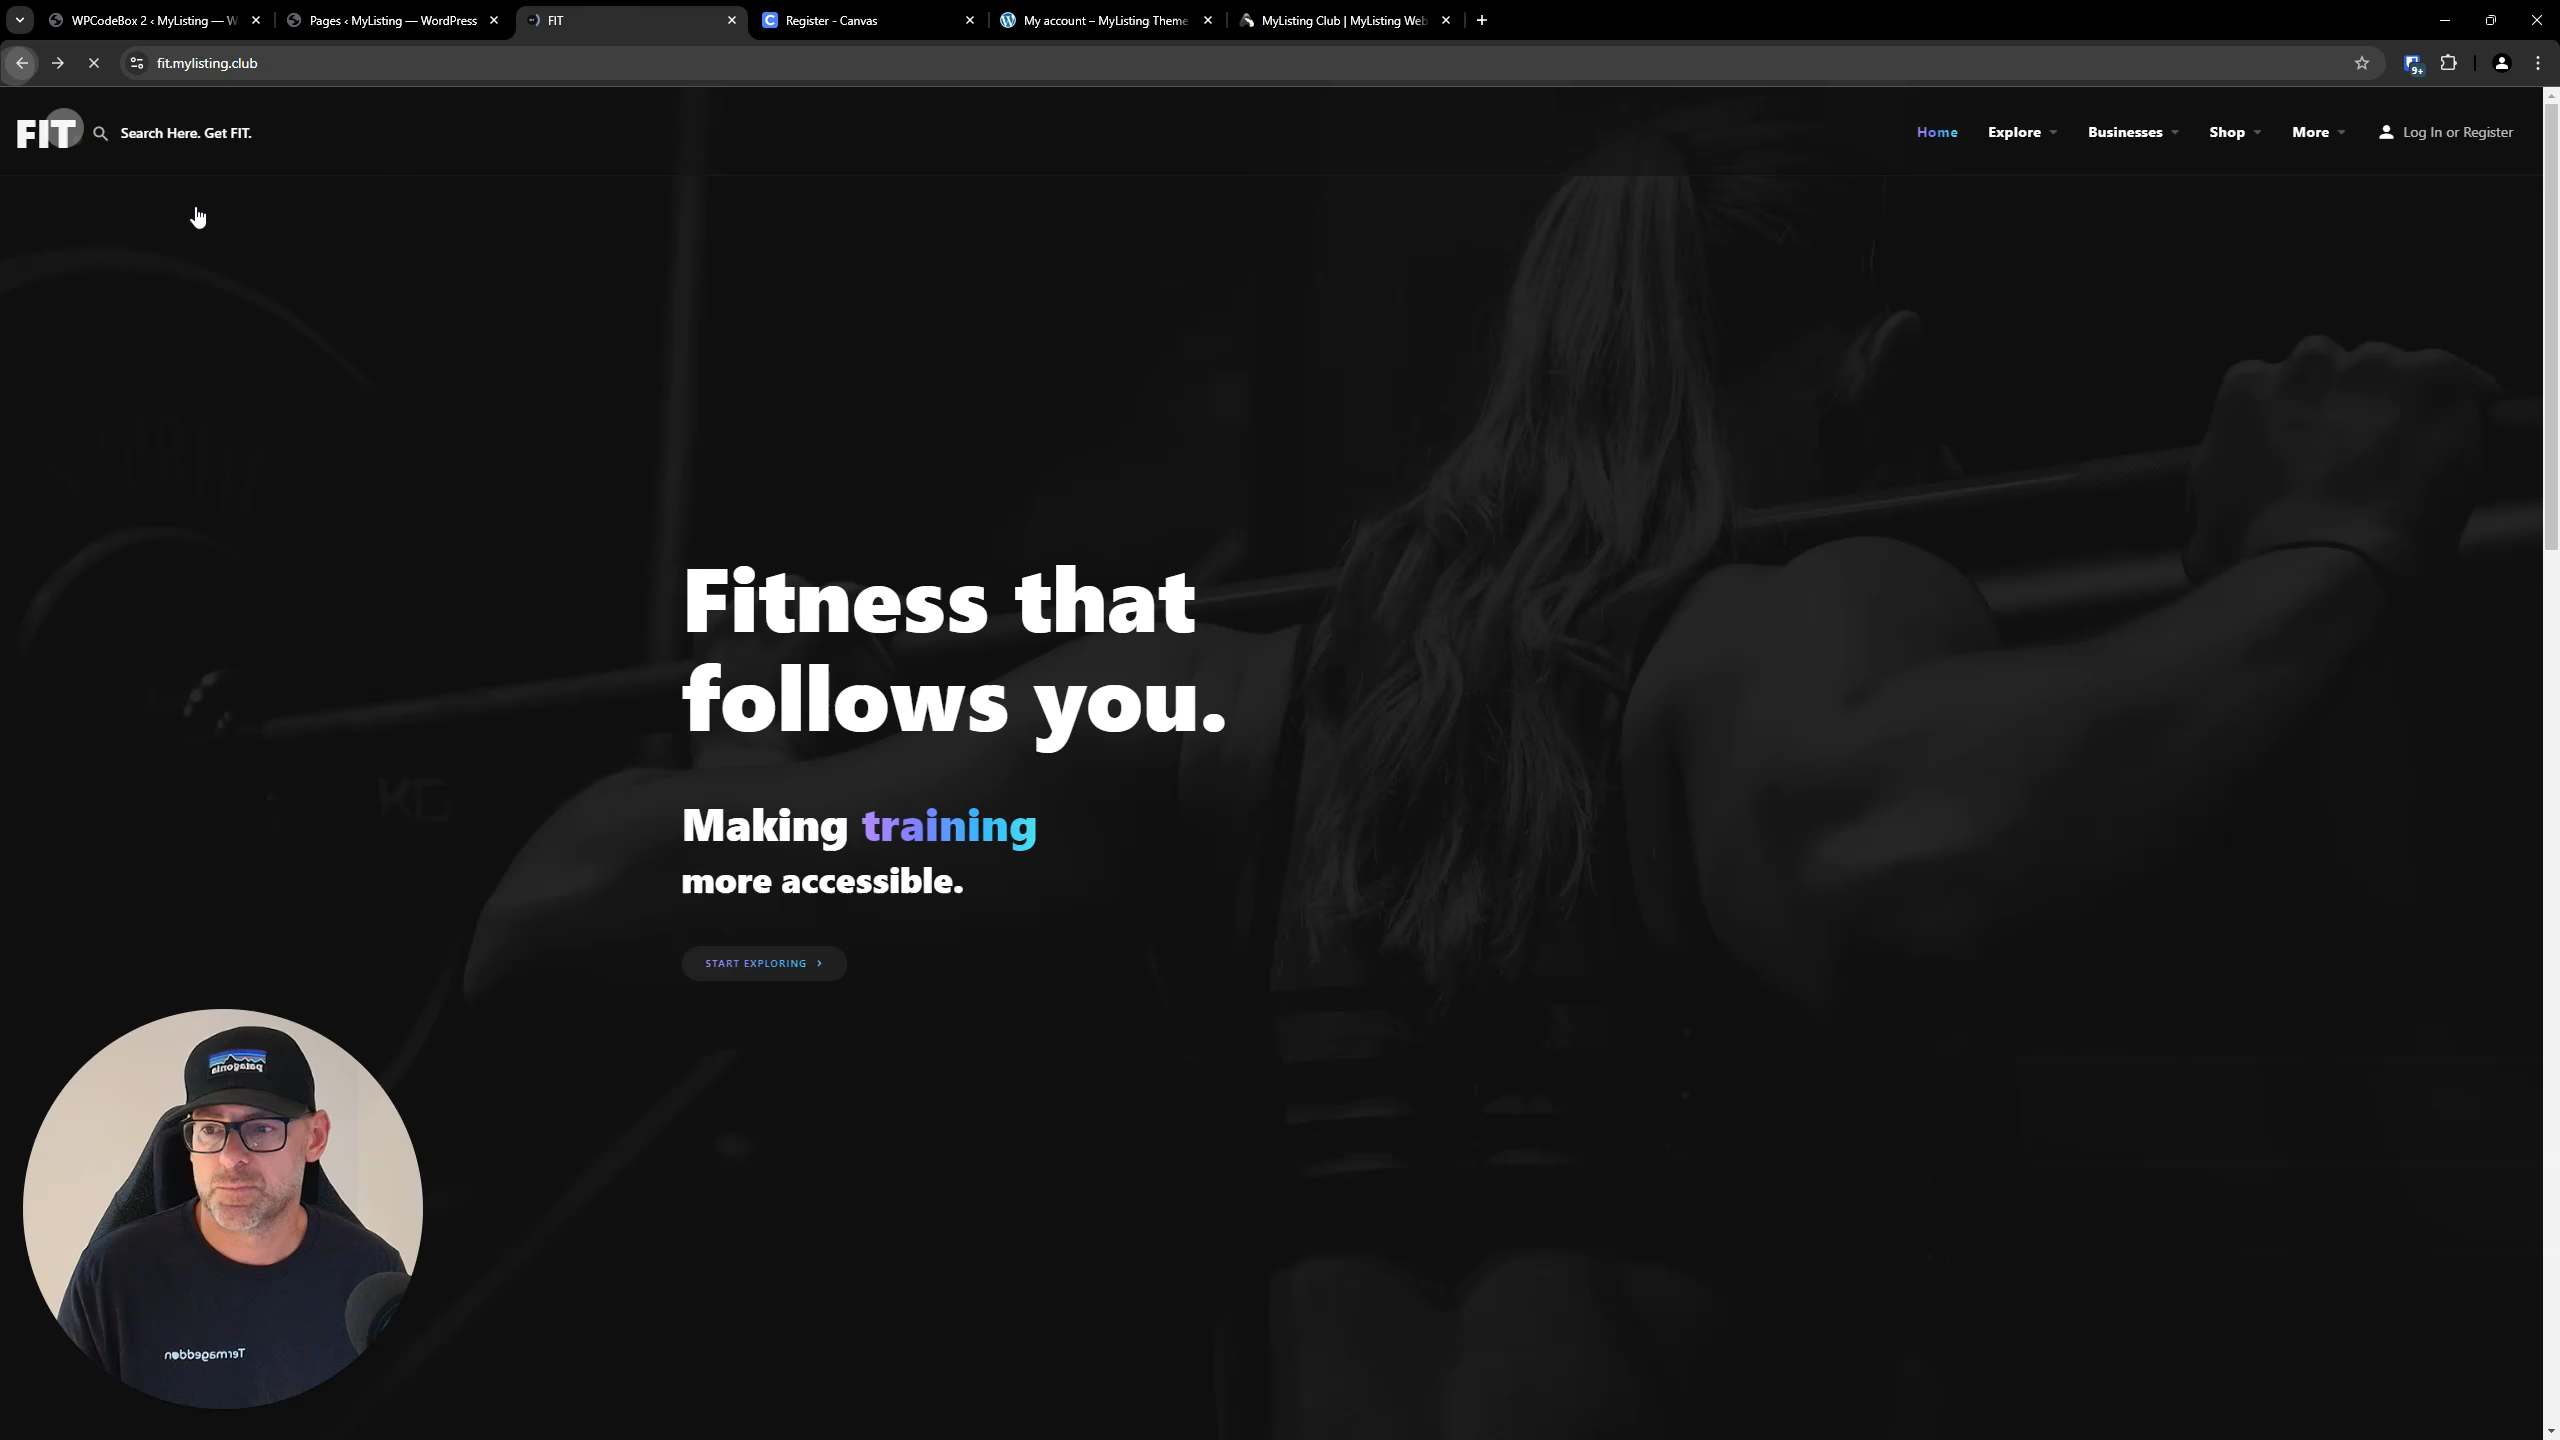 WPCodeBox 2 ‹ MyListing — W
Pages ‹ MyListing — WordPress
FIT
Register - Canvas
My account – MyListing Theme
MyListing Club | MyListing Web
fit.mylisting.club
9+
FIT
Search Here. Get FIT.
Home
Explore
Businesses
Shop
More
Log In or Register
Fitness that
follows you.
Making training
more accessible.
START EXPLORING
KG
patagonia
Termageddon